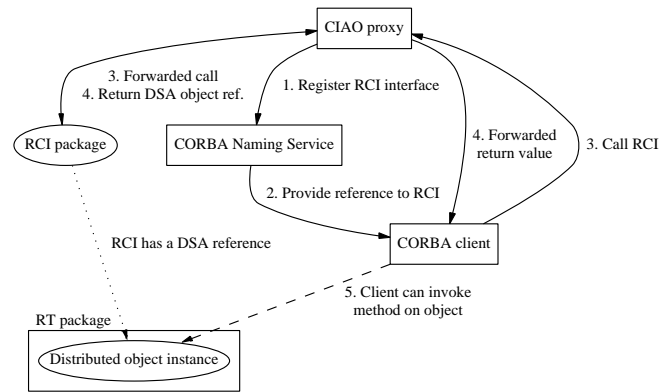 CIAO proxy
3. Forwarded call
4. Return DSA object ref.
1. Register RCI interface
RCI package
CORBA Naming Service
4. Forwarded
return value
3. Call RCI
2. Provide reference to RCI
RCI has a DSA reference
CORBA client
5. Client can invoke
method on object
RT package
Distributed object instance